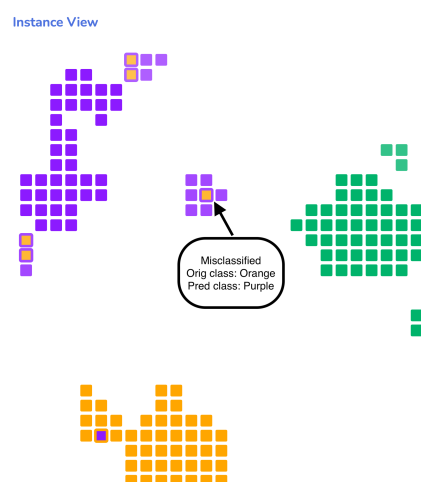 Instance View
Misclassified
Orig class: Orange
Pred class: Purple